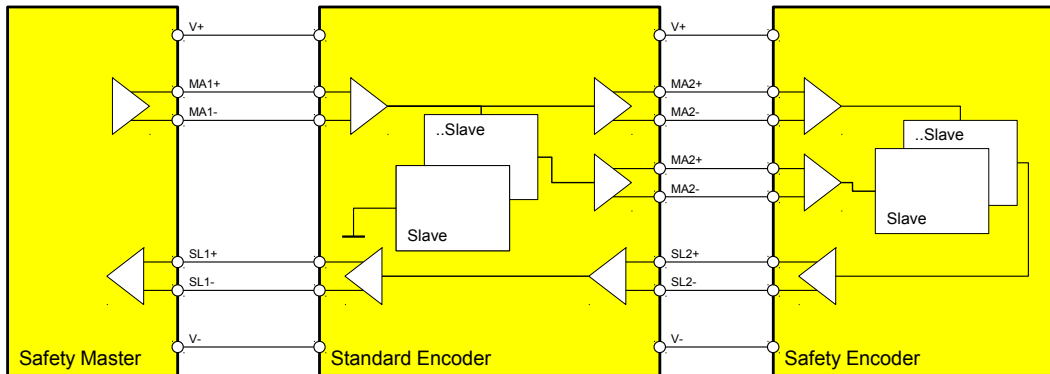 V+
V+
MA1+
MA2+
MA1-
MA2-
..Slave
..Slave
MA2+
MA2-
Slave
Slave
SL1+
SL2+
SL1-
SL2-
V-
V-
Safety Master
Standard Encoder
Safety Encoder